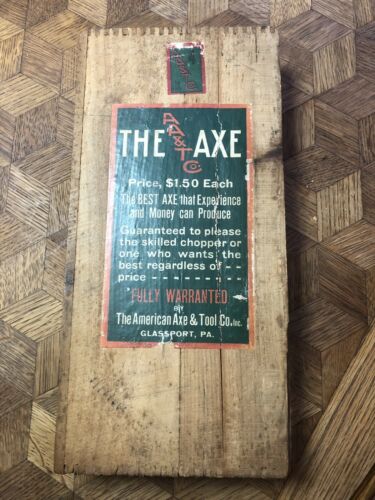 THE AA&TCo. AXE
Price, $1.50 Each
The BEST AXE that Experience
and Money can Produce
Guaranteed to please
the skilled chopper or
one who wants the
best regardless of - -
price - - - - - - - - -
FULLY WARRANTED
BY
The American Axe & Tool Co. Inc.
GLASSPORT, PA.